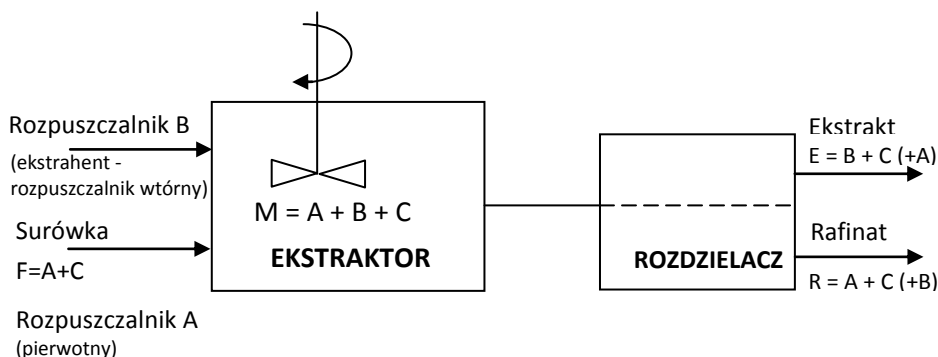 Rozpuszczalnik B
(ekstrahent -
rozpuszczalnik wtórny)
Surówka
F=A+C
Rozpuszczalnik A
(pierwotny)
M = A + B + C
EKSTRAKTOR
ROZDZIELACZ
Ekstrakt
E = B + C (+A)
Rafinat
R = A + C (+B)